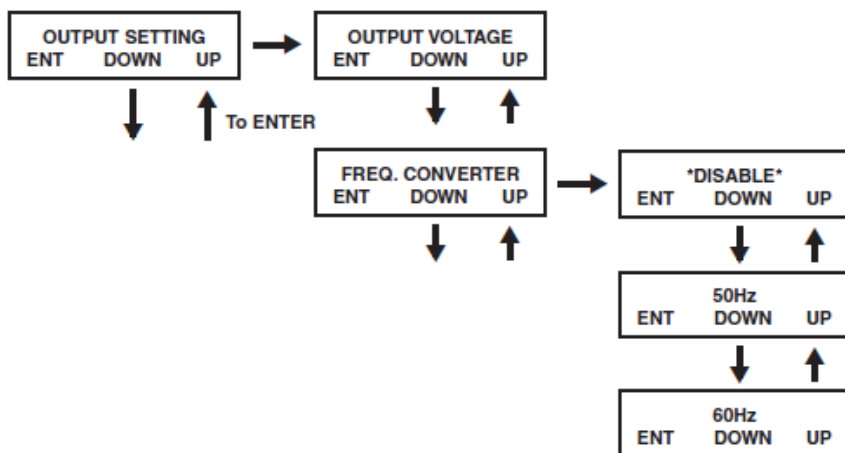 OUTPUT SETTING
ENT DOWN UP
OUTPUT VOLTAGE
ENT DOWN UP
To ENTER
FREQ. CONVERTER
ENT DOWN UP
*DISABLE*
ENT DOWN UP
50Hz
ENT DOWN UP
60Hz
ENT DOWN UP